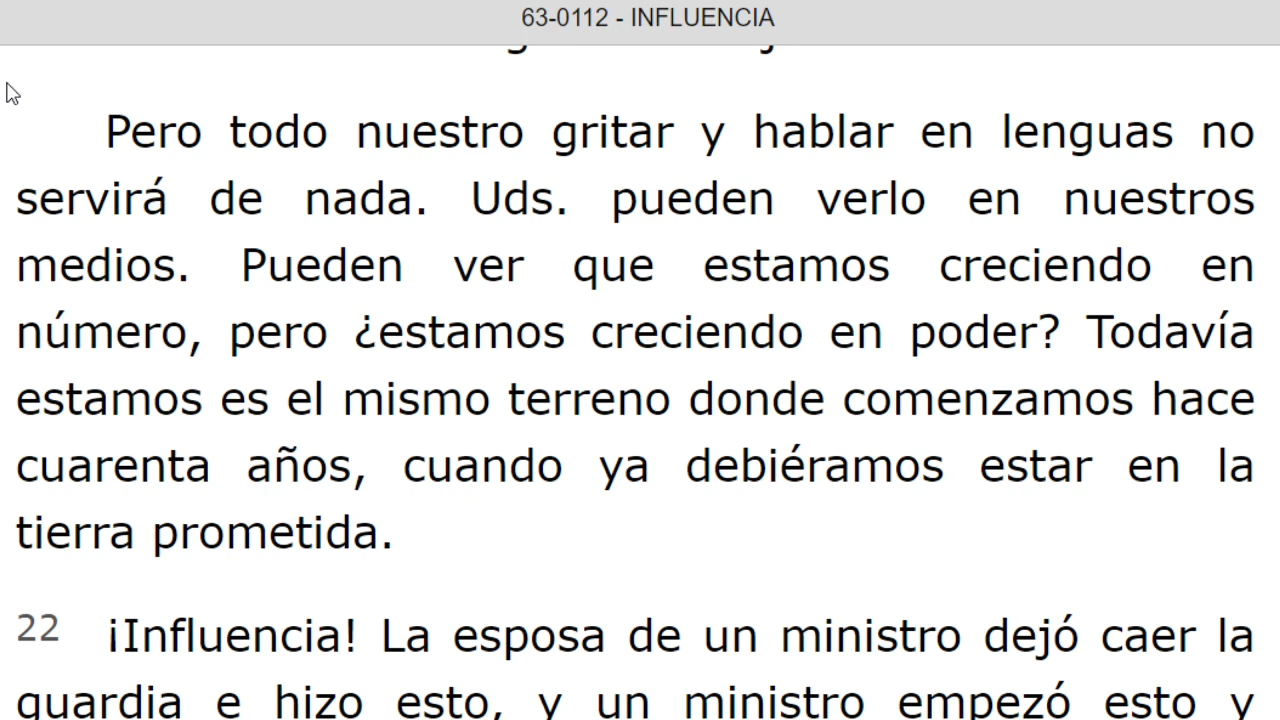 63-0112 - INFLUENCIA
Pero todo nuestro gritar y hablar en lenguas no
servirá de nada. Uds. pueden verlo en nuestros
medios. Pueden ver que estamos creciendo en
número, pero ¿estamos creciendo en poder? Todavía
estamos es el mismo terreno donde comenzamos hace
cuarenta años, cuando ya debiéramos estar en la
tierra prometida.
22 ¡Influencia! La esposa de un ministro dejó caer la
guardia e hizo esto, y un ministro empezó esto y